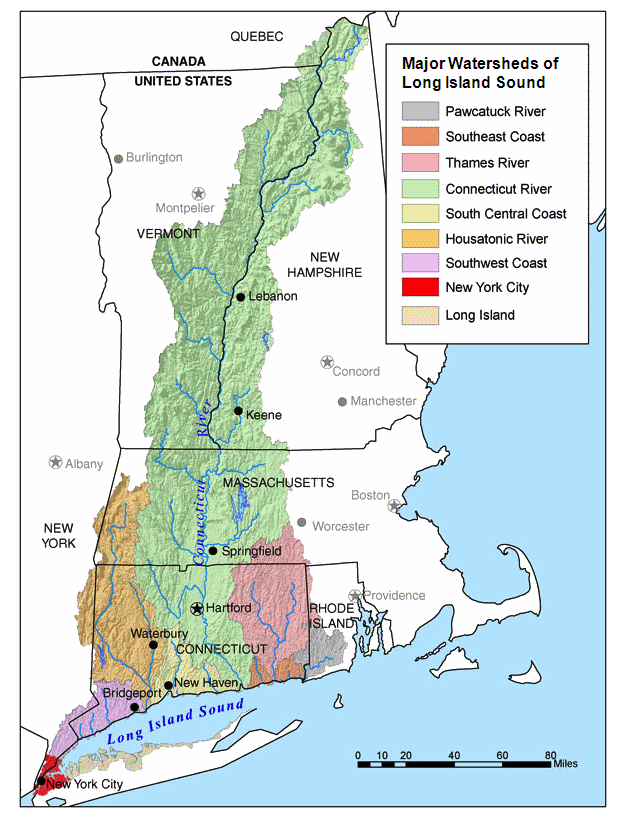 QUEBEC
CANADA
UNITED STATES
Major Watersheds of
Long Island Sound
Pawcatuck River
Southeast Coast
Thames River
Connecticut River
South Central Coast
Housatonic River
Southwest Coast
New York City
Long Island
Burlington
Montpelier
VERMONT
NEW
HAMPSHIRE
Lebanon
Concord
Manchester
Keene
Connecticut River
Albany
MASSACHUSETTS
Boston
NEW
YORK
Worcester
Springfield
Providence
Hartford
RHODE
ISLAND
Waterbury
CONNECTICUT
New Haven
Bridgeport
Long Island Sound
New York City
0 10 20 40 60 80
Miles